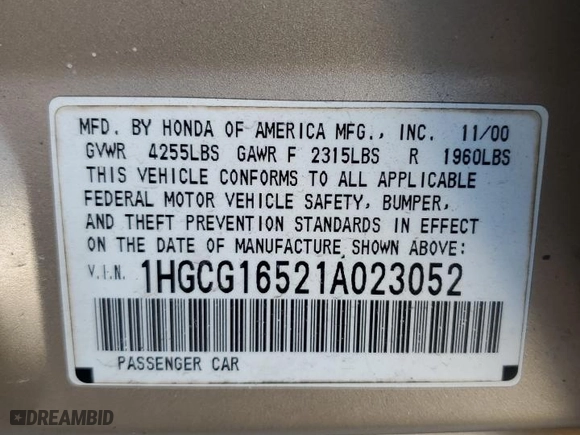 MFD. BY HONDA OF AMERICA MFG., INC. 11/00
GVWR 4255LBS GAWR F 2315LBS R 1960LBS
THIS VEHICLE CONFORMS TO ALL APPLICABLE
FEDERAL MOTOR VEHICLE SAFETY, BUMPER,
AND THEFT PREVENTION STANDARDS IN EFFECT
ON THE DATE OF MANUFACTURE SHOWN ABOVE:
V.I.N. 1HGCG16521A023052
PASSENGER CAR
DREAMBID